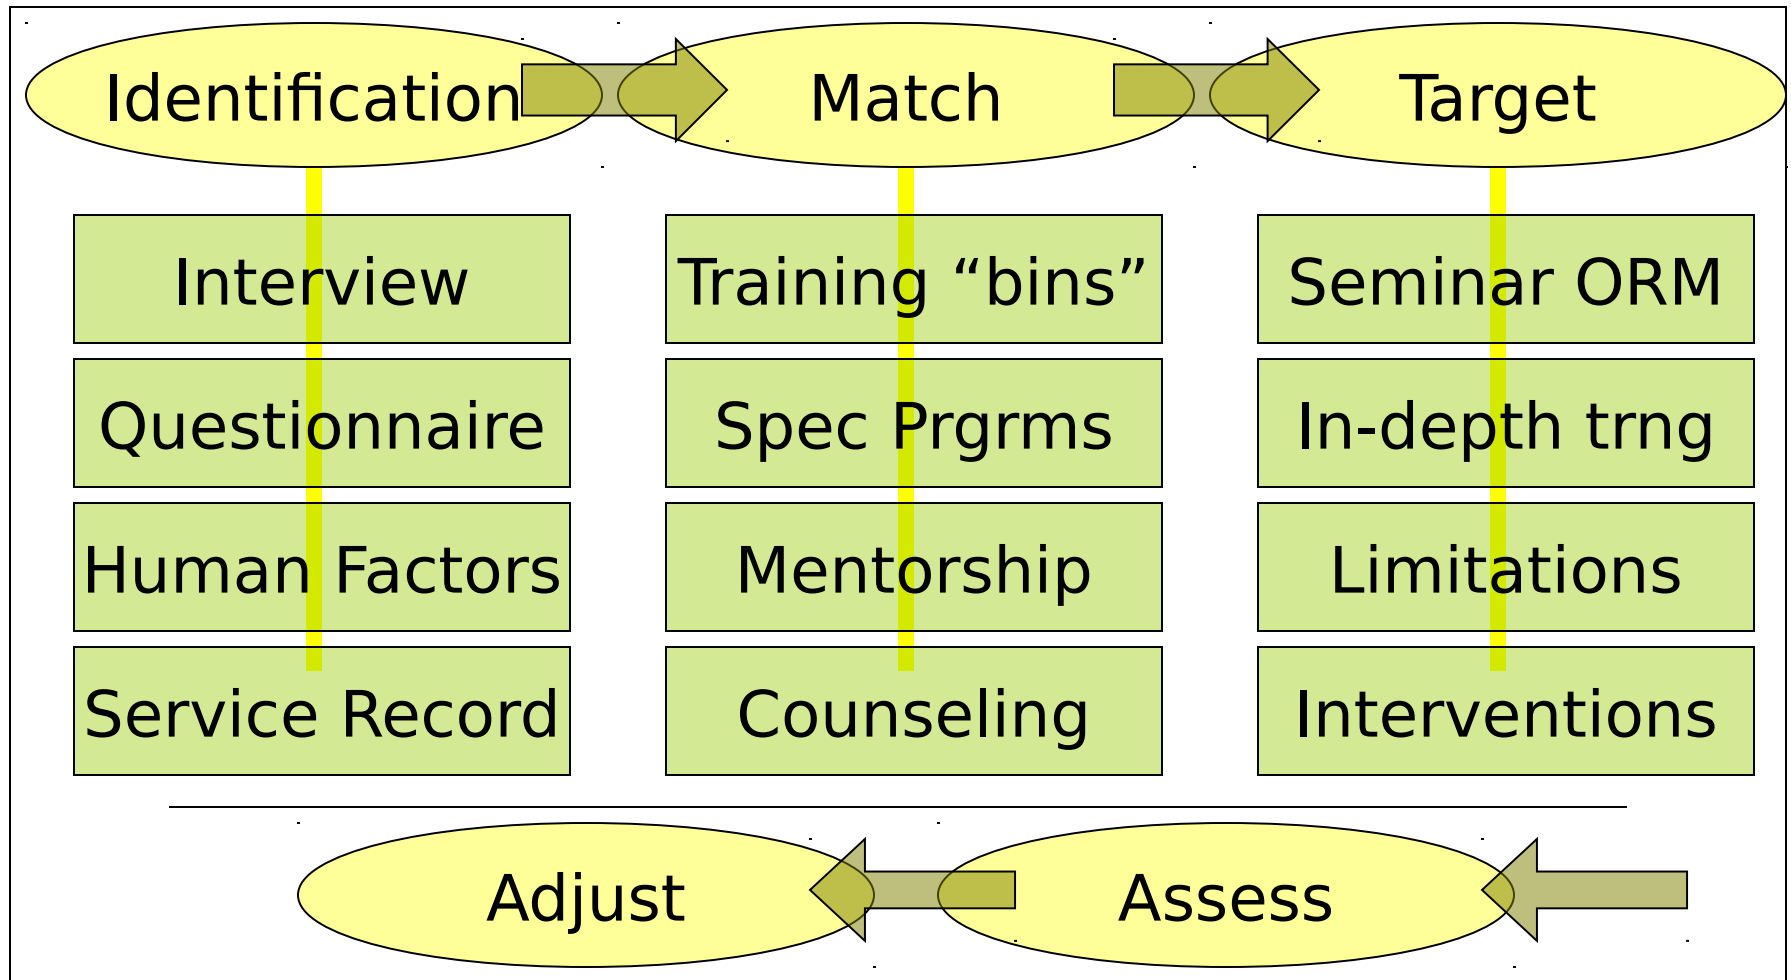 Identification
Match
Target
Interview
Training “bins”
Seminar ORM
Questionnaire
Spec Prgrms
In-depth trng
Human Factors
Mentorship
Limitations
Service Record
Counseling
Interventions
Adjust
Assess